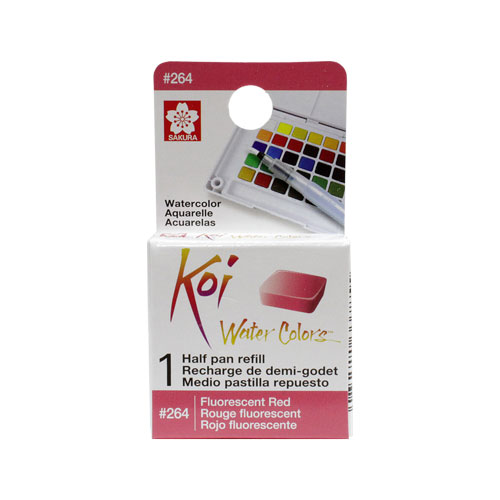 #264
SAKURA
Watercolor
Aquarelle
Acuarelas
Koi
Water Colors™
1 Half pan refill
Recharge de demi-godet
Medio pastilla repuesto
#264 Fluorescent Red
Rouge fluorescent
Rojo fluorescente